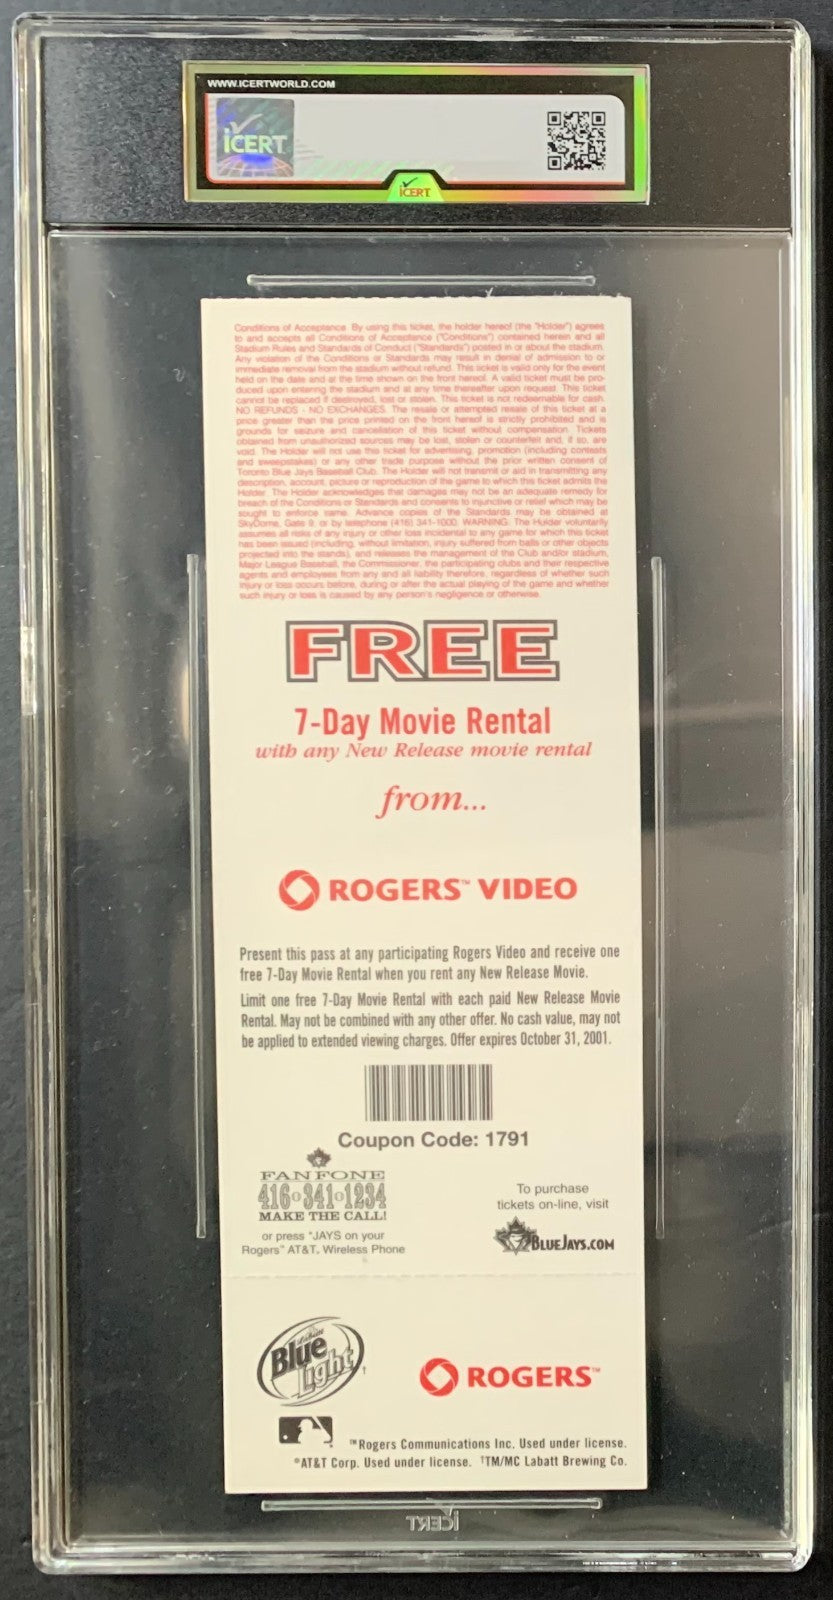 WWW.ICERTWORLD.COM
iCERT
iCERT
Conditions of Acceptance By using this ticket, the holder hereof (the "Holder") agrees
to and accepts all Conditions of Acceptance ("Conditions") contained herein and all
Stadium Rules and Standards of Conduct ("Standards") posted in or about the stadium.
Any violation of the Conditions or Standards may result in denial of admission to or
immediate removal from the stadium without refund. This ticket is valid only for the event
held on the date and at the time shown on the front hereof. A valid ticket must be pro-
duced upon entering the stadium and at any time thereafter upon request. This ticket
cannot be replaced if destroyed, lost or stolen. This ticket is not redeemable for cash.
NO REFUNDS - NO EXCHANGES. The resale or attempted resale of this ticket at a
price greater than the price printed on the front hereof is strictly prohibited and is
grounds for seizure and cancellation of this ticket without compensation. Tickets
obtained from unauthorized sources may be lost, stolen or counterfeit and, if so, are
void. The Holder will not use this ticket for advertising, promotion (including contests
and sweepstakes) or any other trade purpose without the prior written consent of
Toronto Blue Jays Baseball Club. The Holder will not transmit or aid in transmitting any
description, account, picture or reproduction of the game to which this ticket admits the
Holder. The Holder acknowledges that damages may not be an adequate remedy for
breach of the Conditions or Standards and consents to injunctive or relief which may be
sought to enforce same. Advance copies of the Standards may be obtained at
SkyDome, Gate 9, or by telephone (416) 341-1000. WARNING: The Holder voluntarily
assumes all risks of any injury or other loss incidental to any game for which this ticket
has been issued (including, without limitation, injury suffered from balls or other objects
projected into the stands), and releases the management of the Club and/or stadium,
Major League Baseball, the Commissioner, the participating clubs and their respective
agents and employees from any and all liability therefore, regardless of whether such
injury or loss occurs before, during or after the actual playing of the game and whether
such injury or loss is caused by any person's negligence or otherwise.
FREE
7-Day Movie Rental
with any New Release movie rental
from...
ROGERS™ VIDEO
Present this pass at any participating Rogers Video and receive one
free 7-Day Movie Rental when you rent any New Release Movie.
Limit one free 7-Day Movie Rental with each paid New Release Movie
Rental. May not be combined with any other offer. No cash value, may not
be applied to extended viewing charges. Offer expires October 31, 2001.
Coupon Code: 1791
FAN FONE
416•341•1234
MAKE THE CALL!
or press *JAYS on your
Rogers™ AT&T® Wireless Phone
To purchase
tickets on-line, visit
BLUEJAYS.COM
Labatt
Blue
Light†
ROGERS™
™Rogers Communications Inc. Used under license.
®AT&T Corp. Used under license. †TM/MC Labatt Brewing Co.
iCERT